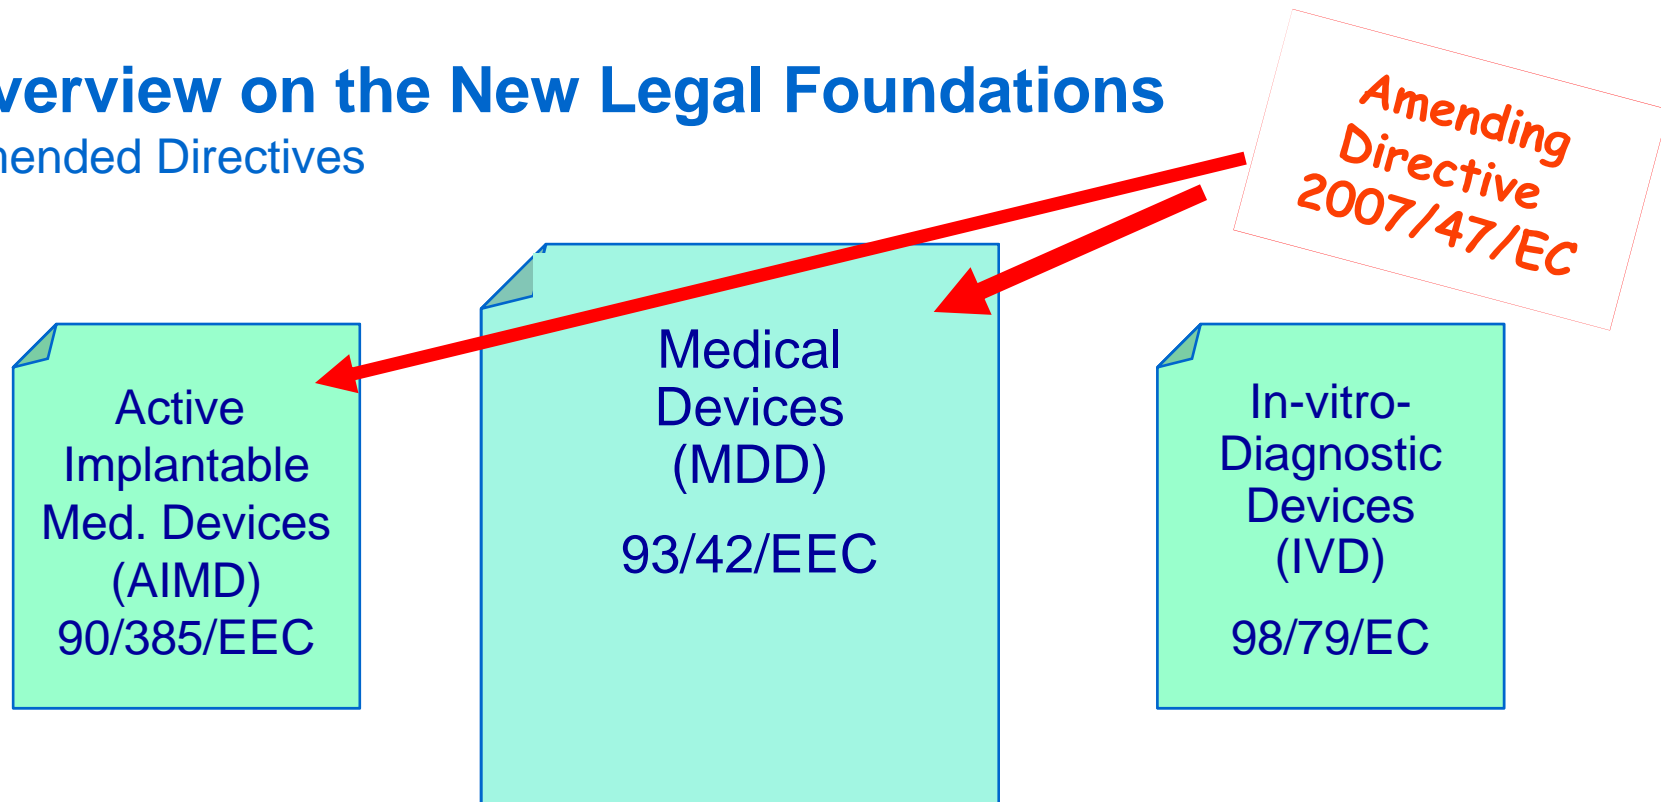 verview on the New Legal Foundations
ended Directives
Amending
Directive
2007/47/EC
Active
Implantable
Med. Devices
(AIMD)
90/385/EEC
Medical
Devices
(MDD)
93/42/EEC
In-vitro-
Diagnostic
Devices
(IVD)
98/79/EC